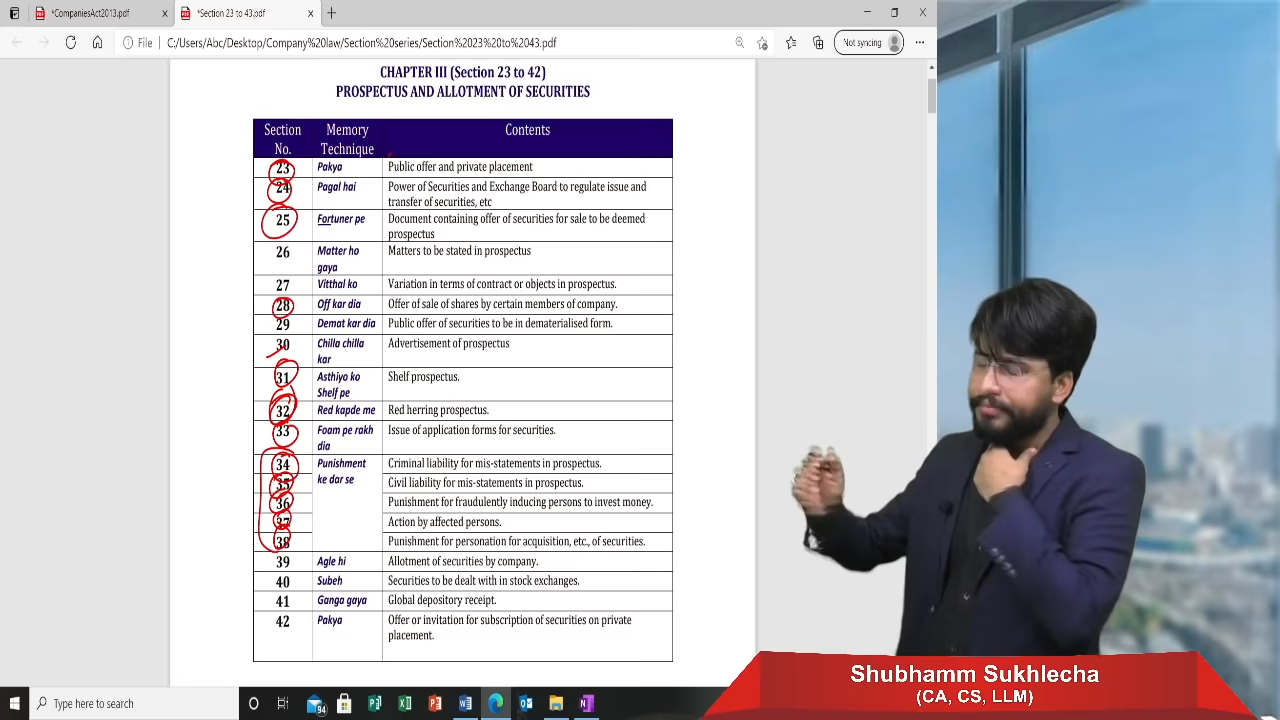 *CompaniesAct2013.pdf
*Section 23 to 43.pdf
File
C:/Users/Abc/Desktop/Company%20law/Section%20series/Section%2023%20to%2043.pdf
Not syncing
CHAPTER III (Section 23 to 42)
PROSPECTUS AND ALLOTMENT OF SECURITIES
Section No. Memory Technique Contents
23 Pakya Public offer and private placement
24 Pagal hai Power of Securities and Exchange Board to regulate issue and
transfer of securities, etc
25 Fortuner pe Document containing offer of securities for sale to be deemed
prospectus
26 Matter ho gaya Matters to be stated in prospectus
27 Vitthal ko Variation in terms of contract or objects in prospectus.
28 Off kar dia Offer of sale of shares by certain members of company.
29 Demat kar dia Public offer of securities to be in dematerialised form.
30 Chilla chilla kar Advertisement of prospectus
31 Asthiyo ko Shelf pe Shelf prospectus.
32 Red kapde me Red herring prospectus.
33 Foam pe rakh dia Issue of application forms for securities.
34 Punishment ke dar se Criminal liability for mis-statements in prospectus.
35 Civil liability for mis-statements in prospectus.
36 Punishment for fraudulently inducing persons to invest money.
37 Action by affected persons.
38 Punishment for personation for acquisition, etc., of securities.
39 Agle hi Allotment of securities by company.
40 Subeh Securities to be dealt with in stock exchanges.
41 Ganga gaya Global depository receipt.
42 Pakya Offer or invitation for subscription of securities on private
placement.
Shubhamm Sukhlecha
(CA, CS, LLM)
Type here to search
94